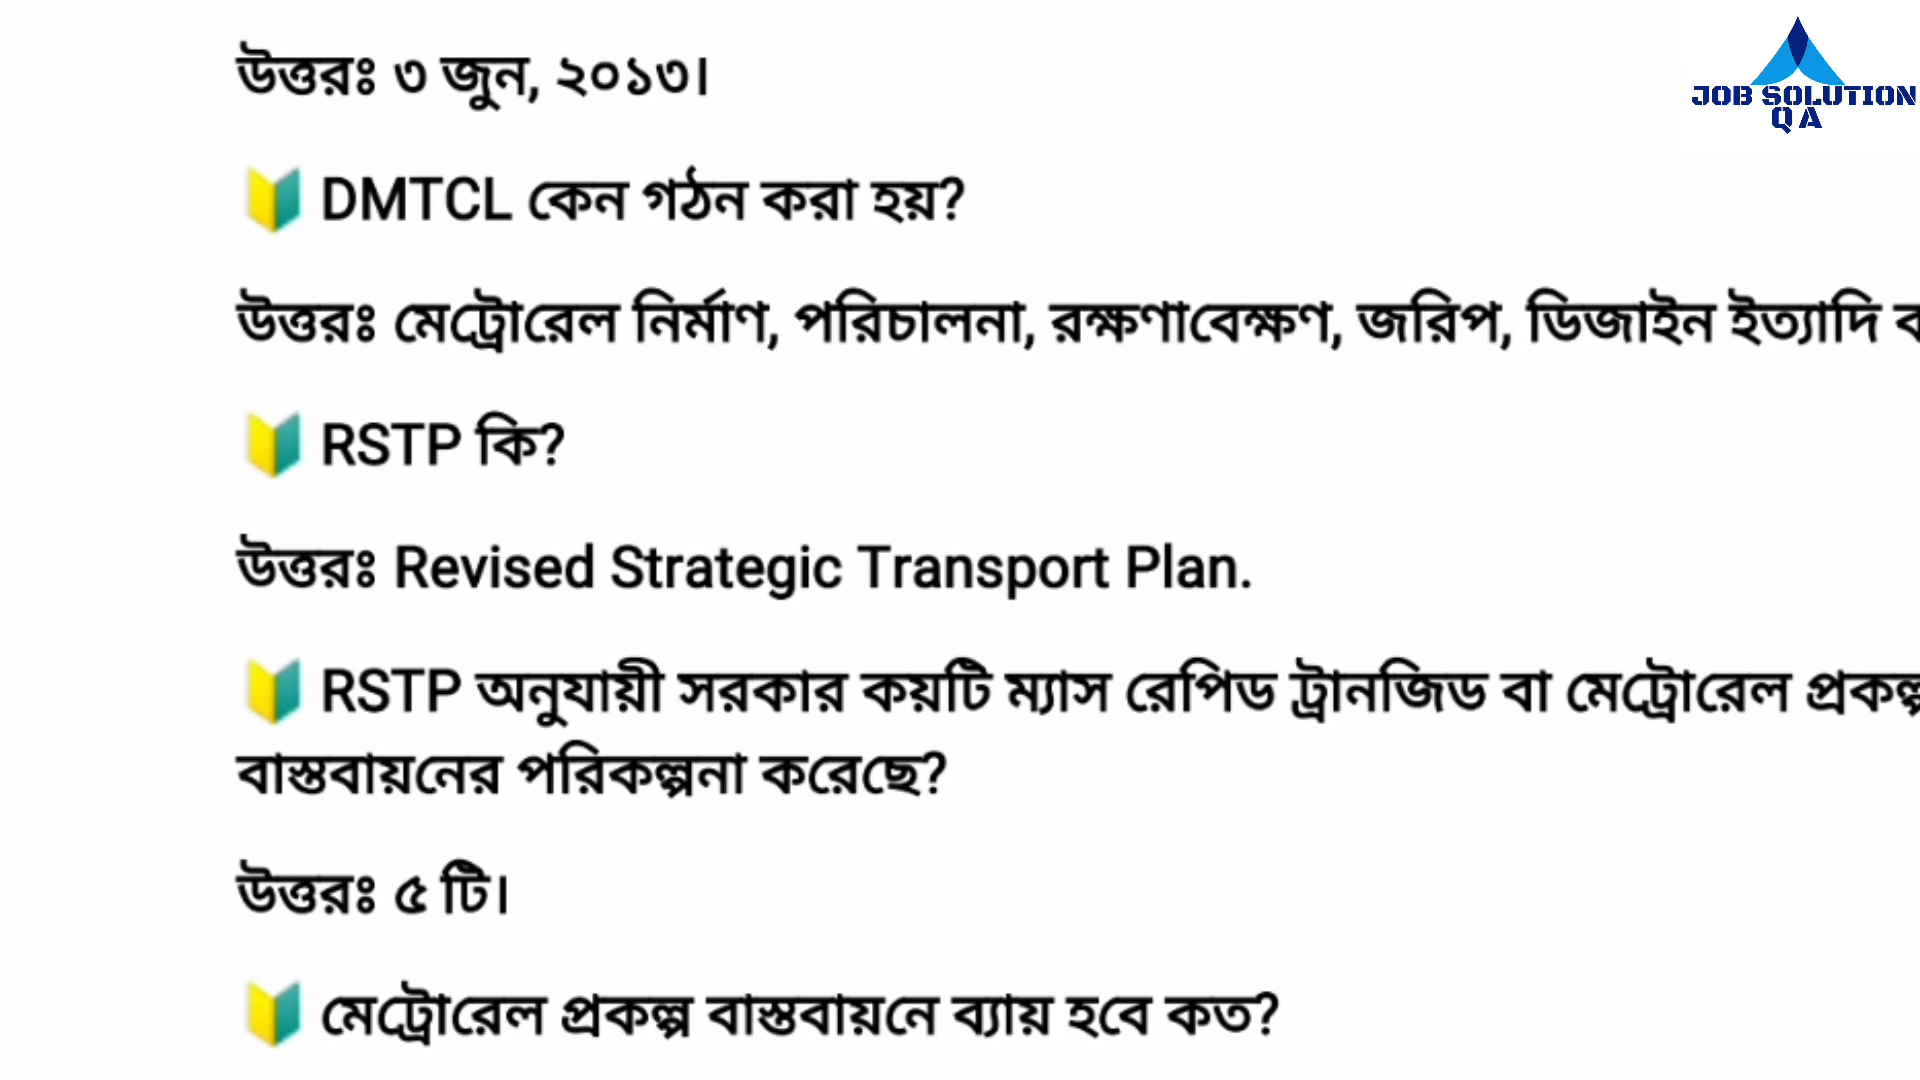 উত্তরঃ ৩ জুন, ২০১৩।
JOB SOLUTION
QA
DMTCL কেন গঠন করা হয়?
উত্তরঃ মেট্রোরেল নির্মাণ, পরিচালনা, রক্ষণাবেক্ষণ, জরিপ, ডিজাইন ইত্যাদি
RSTP কি?
উত্তরঃ Revised Strategic Transport Plan.
RSTP অনুযায়ী সরকার কয়টি ম্যাস রেপিড ট্রানজিড বা মেট্রোরেল প্রকল্প
বাস্তবায়নের পরিকল্পনা করেছে?
উত্তরঃ ৫ টি।
মেট্রোরেল প্রকল্প বাস্তবায়নে ব্যায় হবে কত?